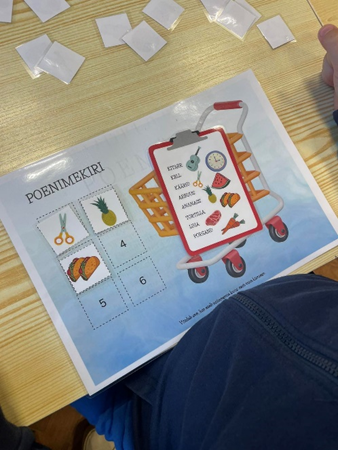 POENIMEKIRI
KITARR
KELL
KÄÄRID
ARBUUS
ANANASS
TORTILLA
LIHA
PORGAND
4
5
6